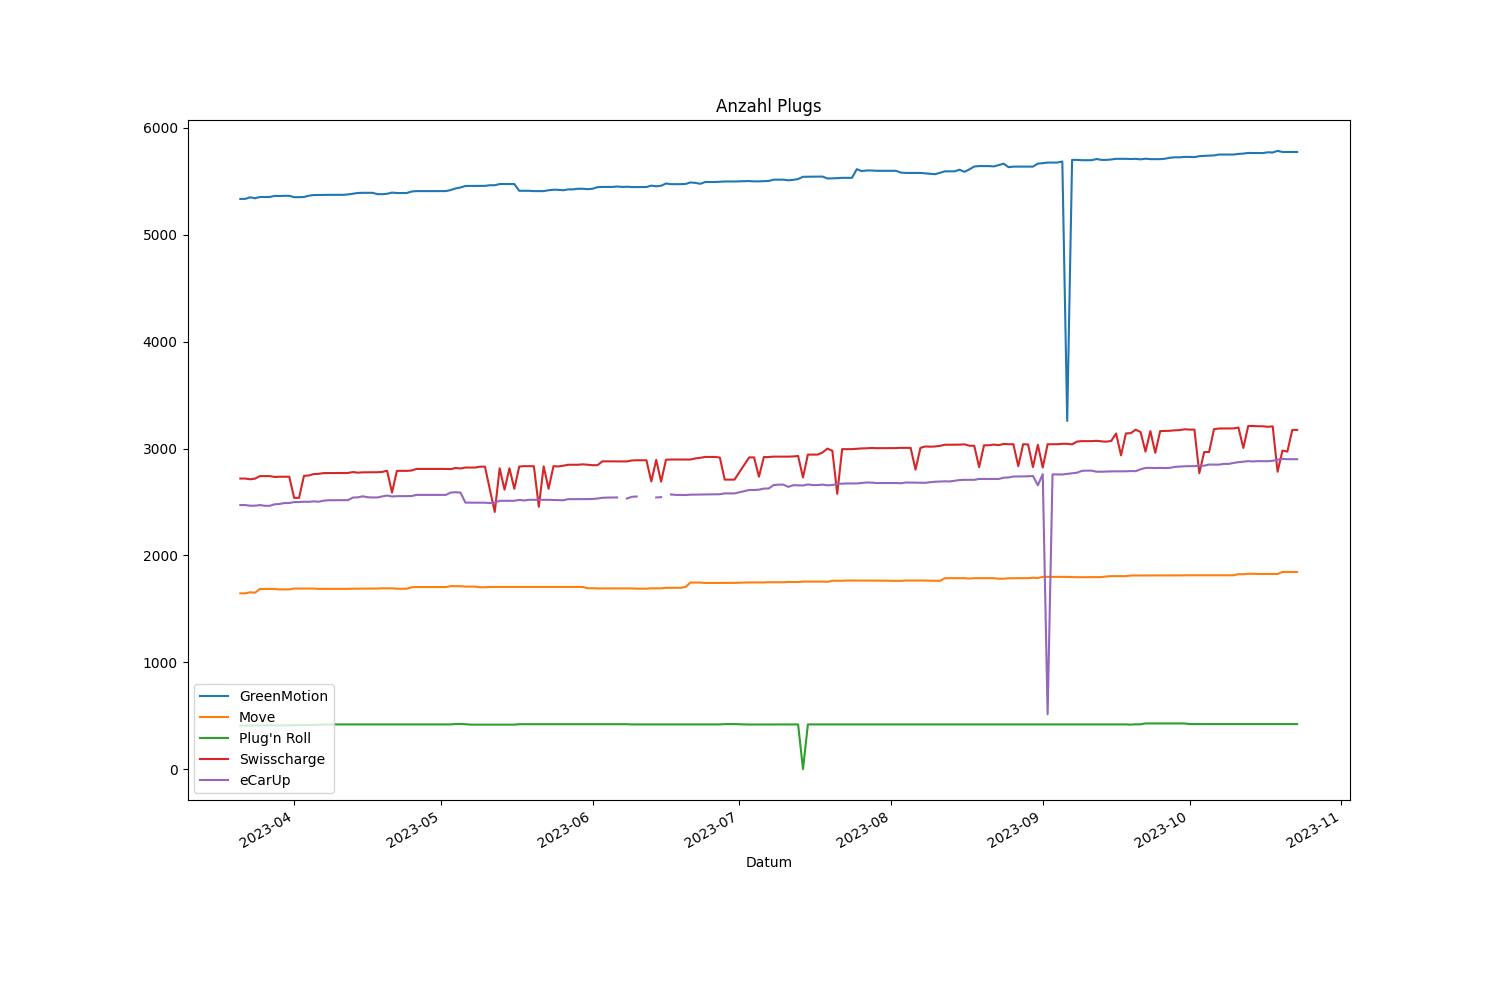 Anzahl Plugs
6000
5000
4000
3000
2000
1000
0
GreenMotion
Move
Plug'n Roll
Swisscharge
eCarUp
2023-04
2023-05
2023-06
2023-07
2023-08
2023-09
2023-10
2023-11
Datum